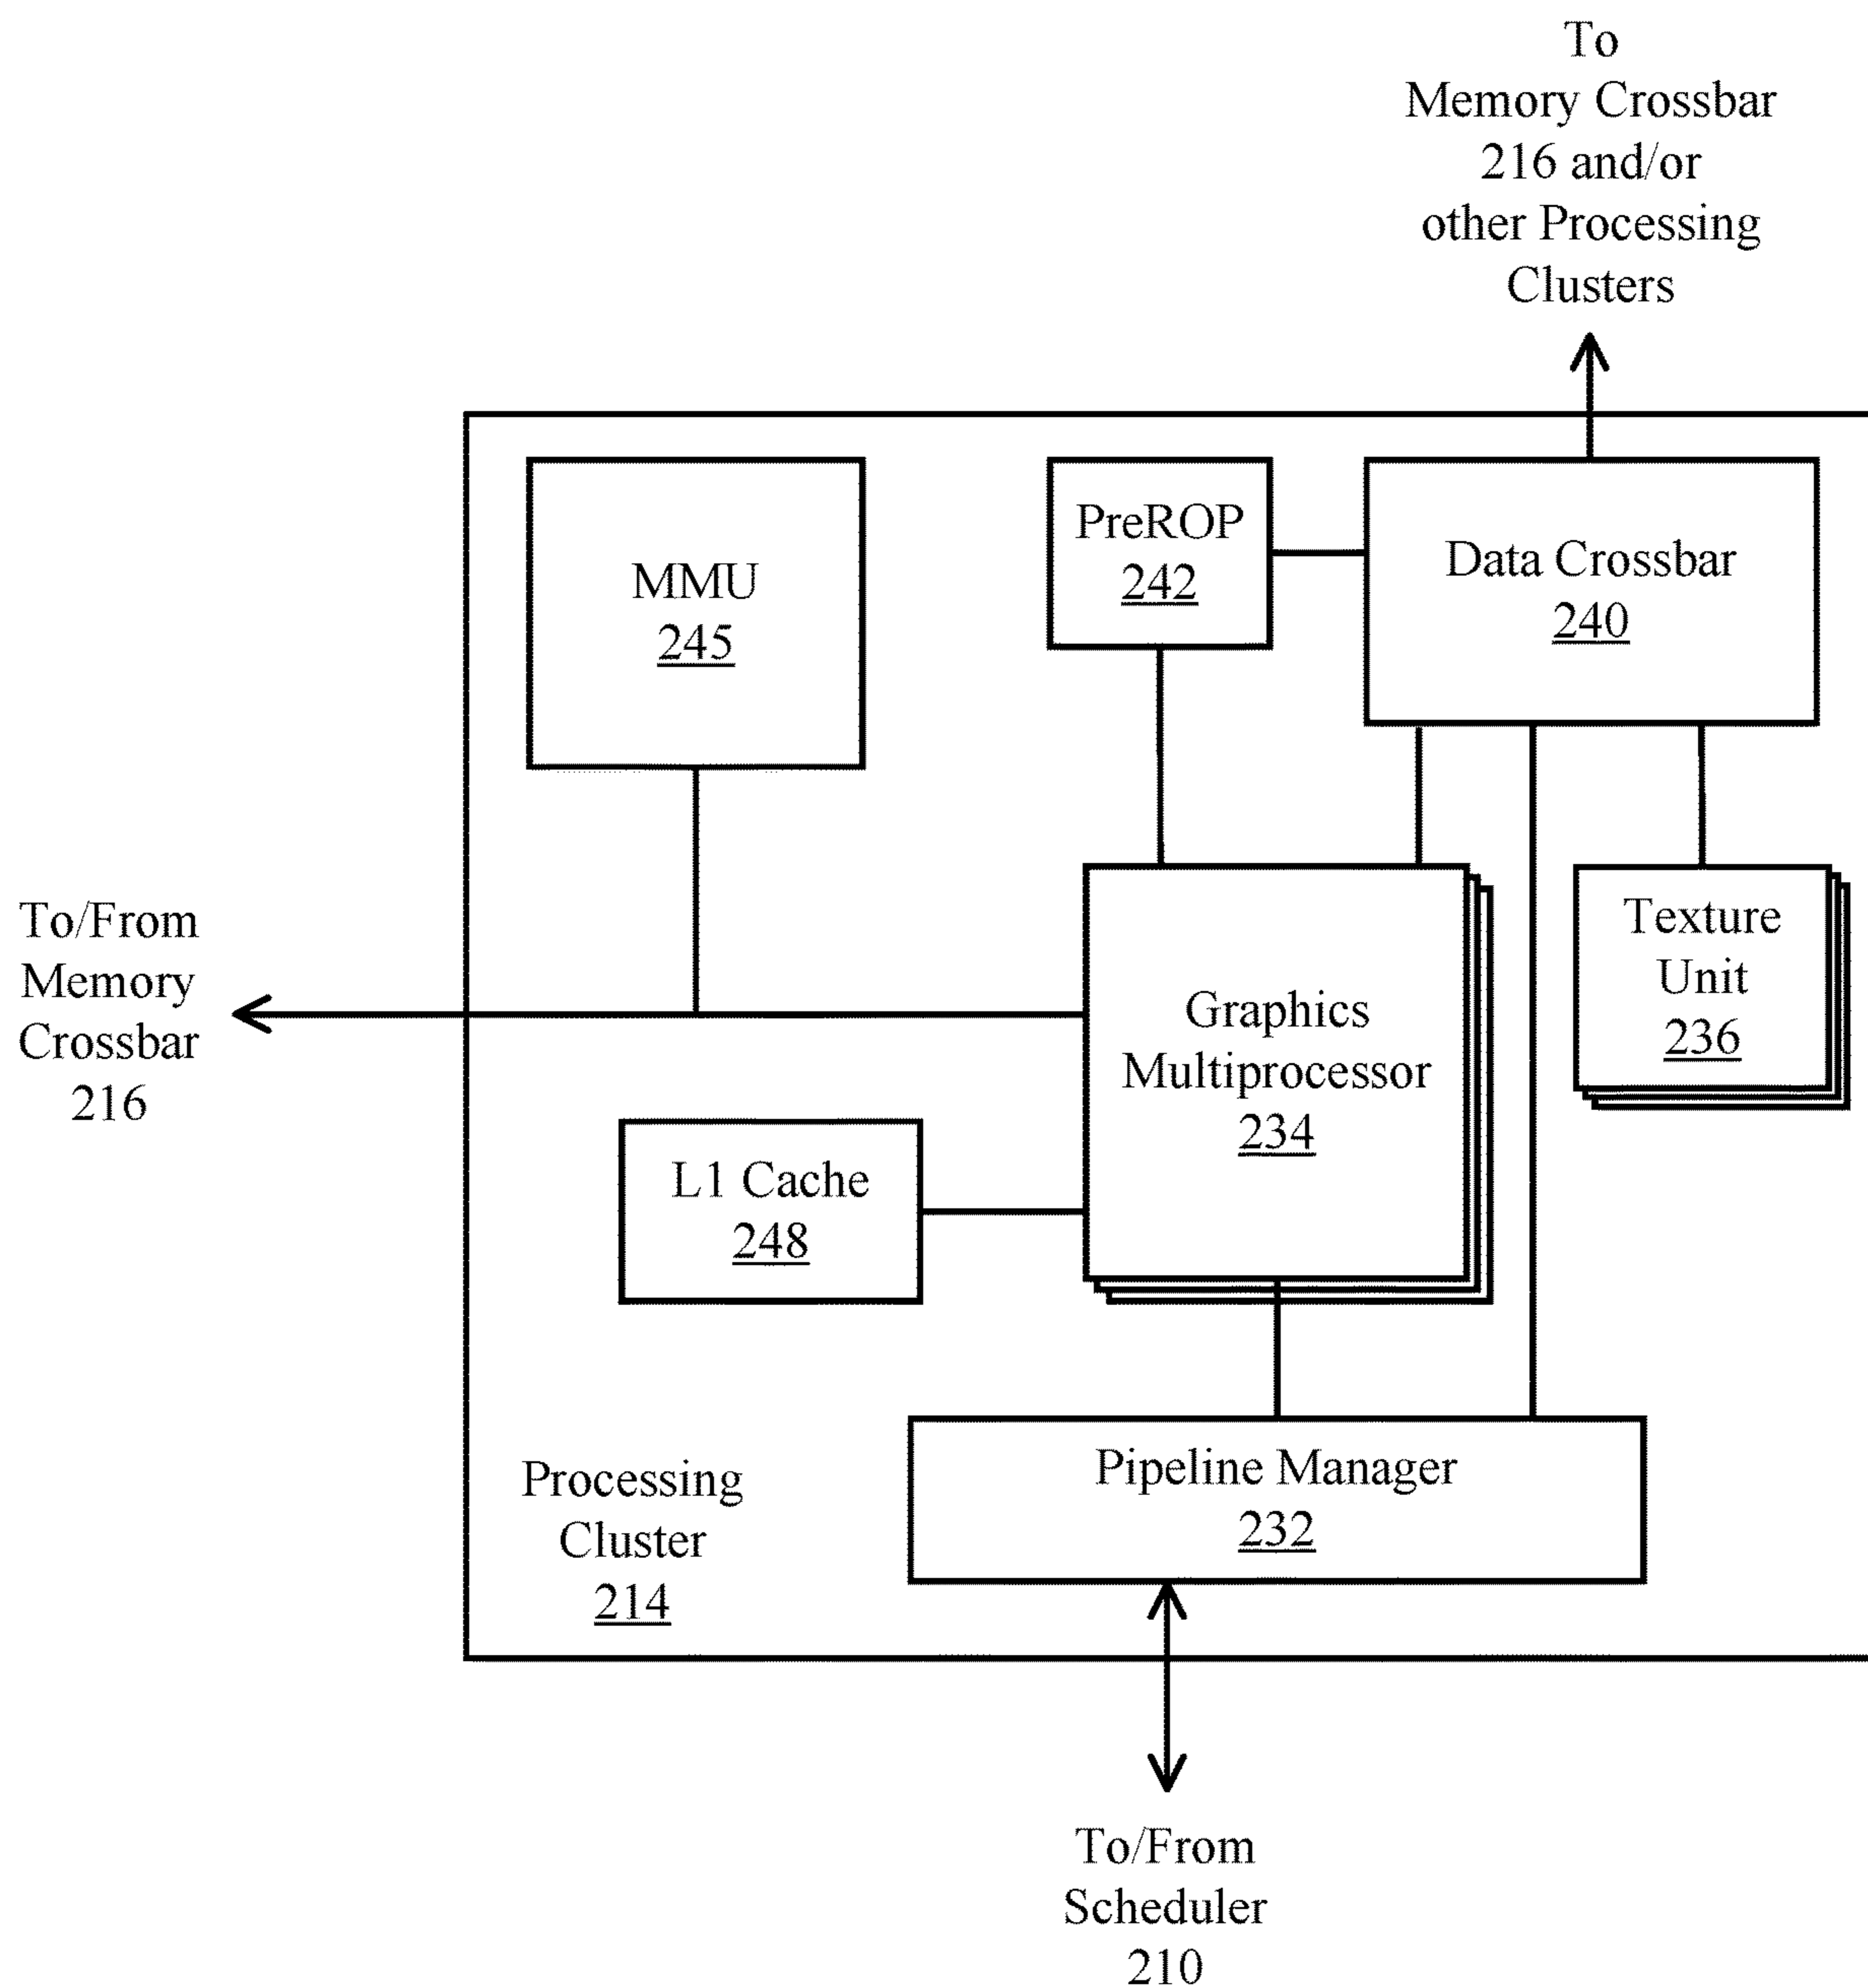 To
Memory Crossbar
216 and/or
other Processing
Clusters
MMU
245
PreROP
242
Data Crossbar
240
To/From
Memory
Crossbar
216
Graphics
Multiprocessor
234
Texture
Unit
236
L1 Cache
248
Processing
Cluster
214
Pipeline Manager
232
To/From
Scheduler
210